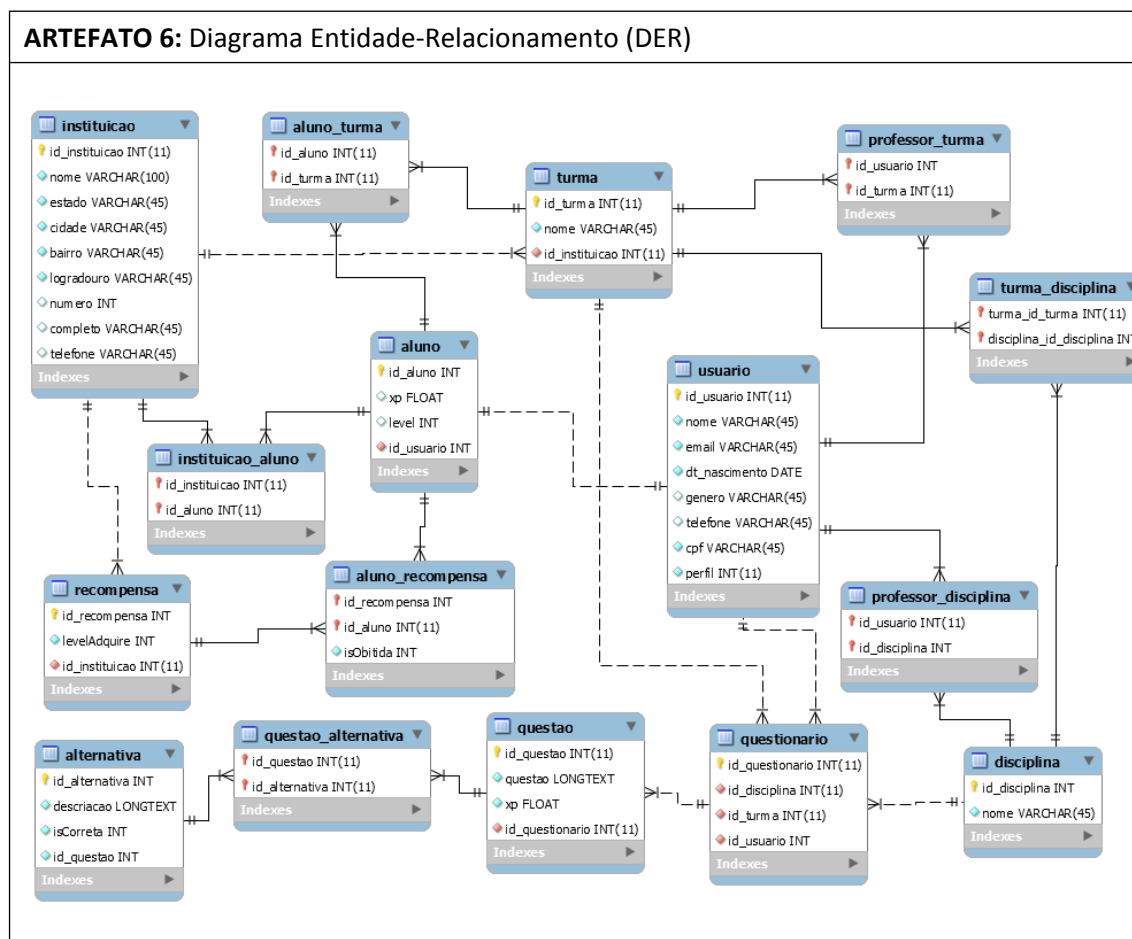 ARTEFATO 6: Diagrama Entidade-Relacionamento (DER)
instituicao
id_instituicao INT(11)
nome VARCHAR(100)
estado VARCHAR(45)
cidade VARCHAR(45)
bairro VARCHAR(45)
logradouro VARCHAR(45)
numero INT
completo VARCHAR(45)
telefone VARCHAR(45)
Indexes
aluno_turma
id_aluno INT(11)
id_turma INT(11)
Indexes
turma
id_turma INT(11)
nome VARCHAR(45)
id_instituicao INT(11)
Indexes
professor_turma
id_usuario INT
id_turma INT(11)
Indexes
turma_disciplina
turma_id_turma INT(11)
disciplina_id_disciplina INT
Indexes
aluno
id_aluno INT
xp FLOAT
level INT
id_usuario INT
Indexes
usuario
id_usuario INT(11)
nome VARCHAR(45)
email VARCHAR(45)
dt_nascimento DATE
genero VARCHAR(45)
telefone VARCHAR(45)
cpf VARCHAR(45)
perfil INT(11)
Indexes
instituicao_aluno
id_instituicao INT(11)
id_aluno INT(11)
Indexes
recompensa
id_recompensa INT
levelAdquire INT
id_instituicao INT(11)
Indexes
aluno_recompensa
id_recompensa INT
id_aluno INT(11)
isObitida INT
Indexes
professor_disciplina
id_usuario INT(11)
id_disciplina INT
Indexes
alternativa
id_alternativa INT
descriacao LONGTEXT
isCorreta INT
id_questao INT
Indexes
questao_alternativa
id_questao INT(11)
id_alternativa INT(11)
Indexes
questao
id_questao INT(11)
questao LONGTEXT
xp FLOAT
id_questionario INT(11)
Indexes
questionario
id_questionario INT(11)
id_disciplina INT(11)
id_turma INT(11)
id_usuario INT
Indexes
disciplina
id_disciplina INT
nome VARCHAR(45)
Indexes